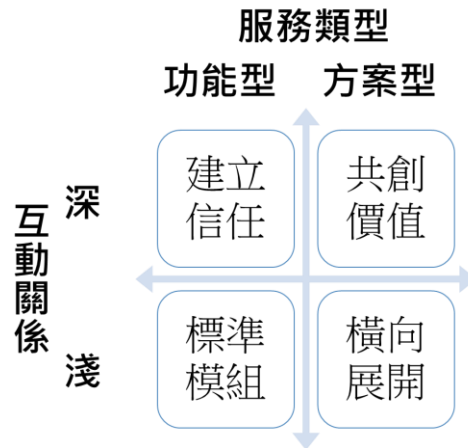 服務類型
功能型 方案型
互動關係
深
建立
信任
共創
價值
淺
標準
模組
橫向
展開